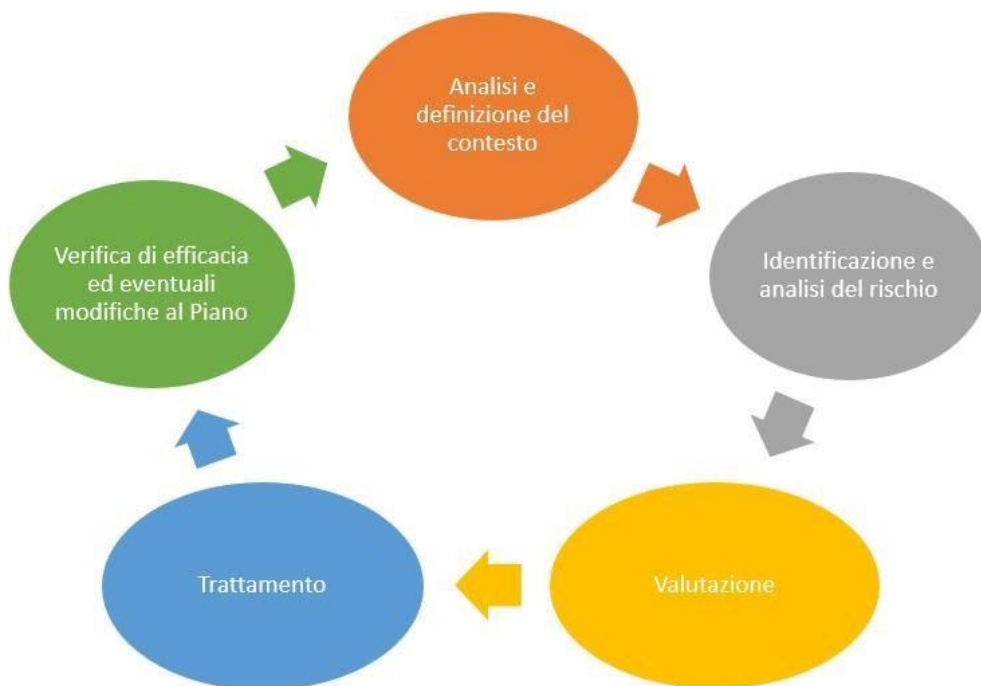 Analisi e
definizione del
contesto
Identificazione e
analisi del rischio
Valutazione
Trattamento
Verifica di efficacia
ed eventuali
modifiche al Piano